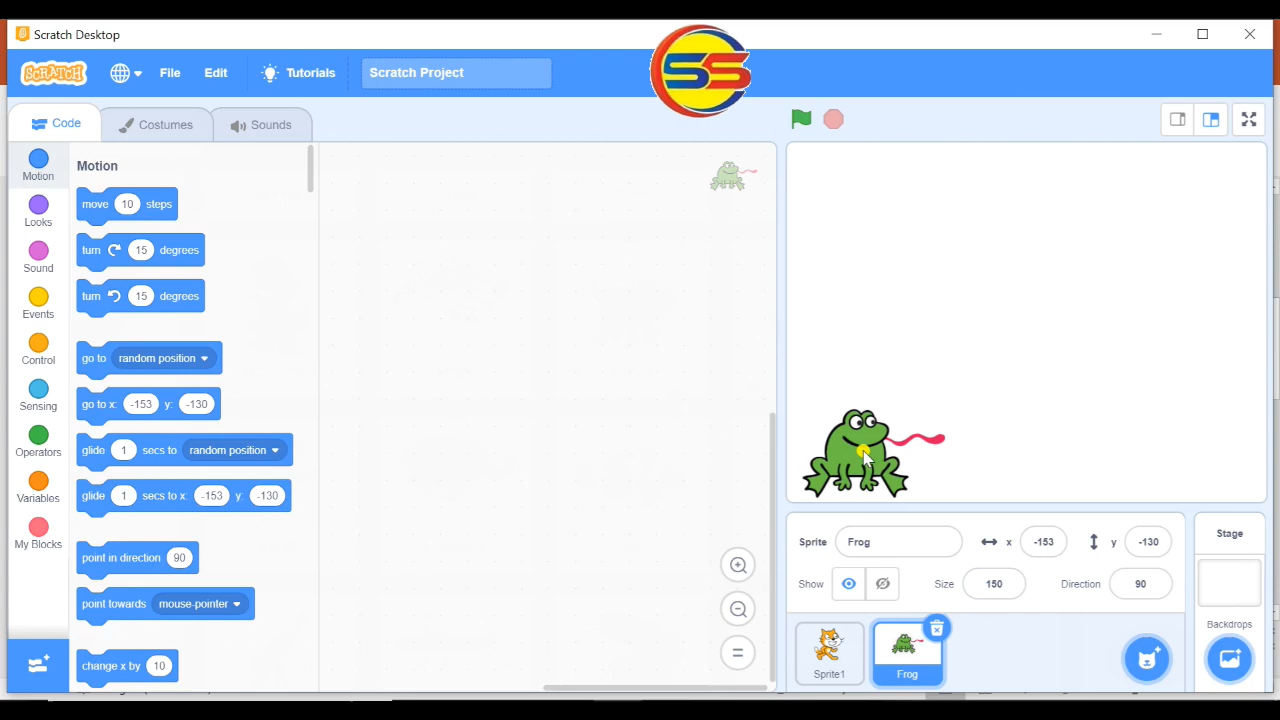 Scratch Desktop
SCRATCH
File
Edit
Tutorials
Scratch Project
SS
Code
Costumes
Sounds
Motion
Looks
Sound
Events
Control
Sensing
Operators
Variables
My Blocks
Motion
move 10 steps
turn 15 degrees
turn 15 degrees
go to random position
go to x: -153 y: -130
glide 1 secs to random position
glide 1 secs to x: -153 y: -130
point in direction 90
point towards mouse-pointer
change x by 10
Sprite Frog x -153 y -130
Show Size 150 Direction 90
Sprite1
Frog
Stage
Backdrops